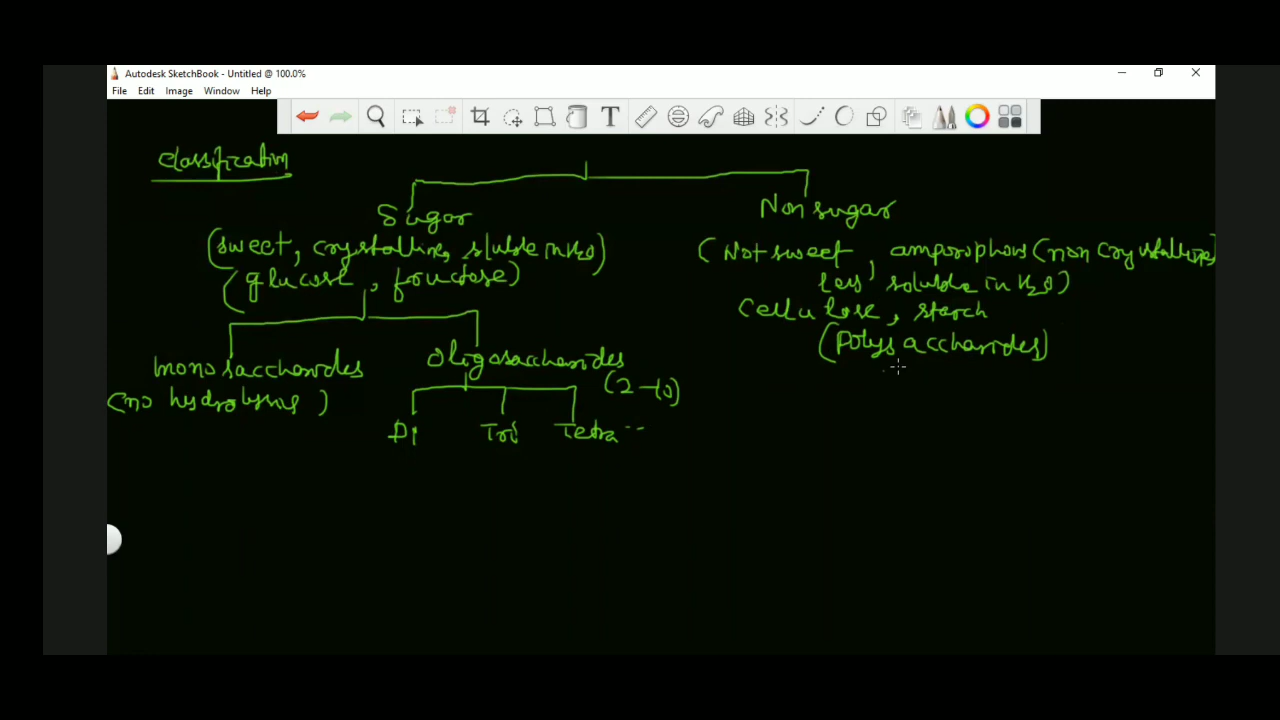 Autodesk SketchBook - Untitled @ 100.0%
File Edit Image Window Help
T
Classification
Sugar
Non sugar
(sweet, crystalline, soluble in H2O)
(Not sweet, amporophous (non crystalline,
(glucose, fructose)
less soluble in H2O)
Cellulose, starch
(Polysaccharides)
monosaccharides
oligosaccharides
(no hydrolysis)
(2-10)
Di Tri Tetra --